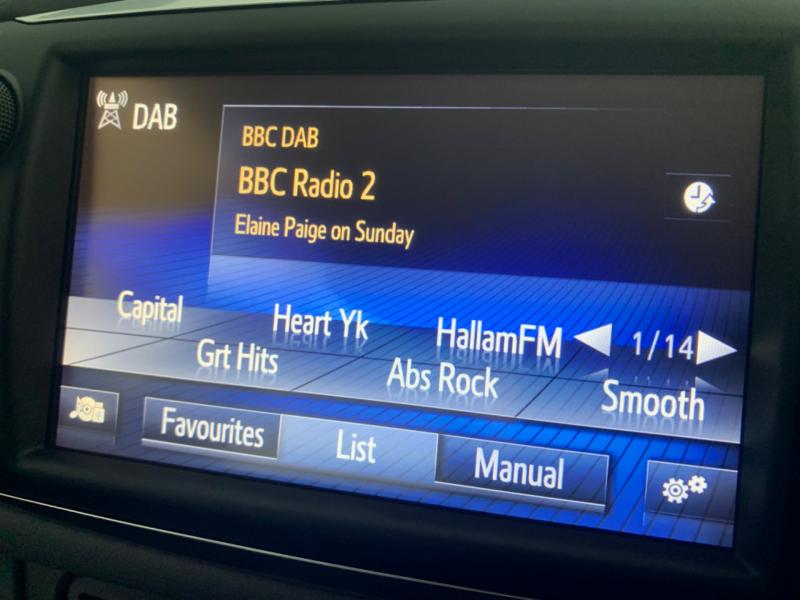 DAB
BBC DAB
BBC Radio 2
Elaine Paige on Sunday
Capital Heart Yk HallamFM 1/14
Grt Hits Abs Rock Smooth
Favourites List Manual